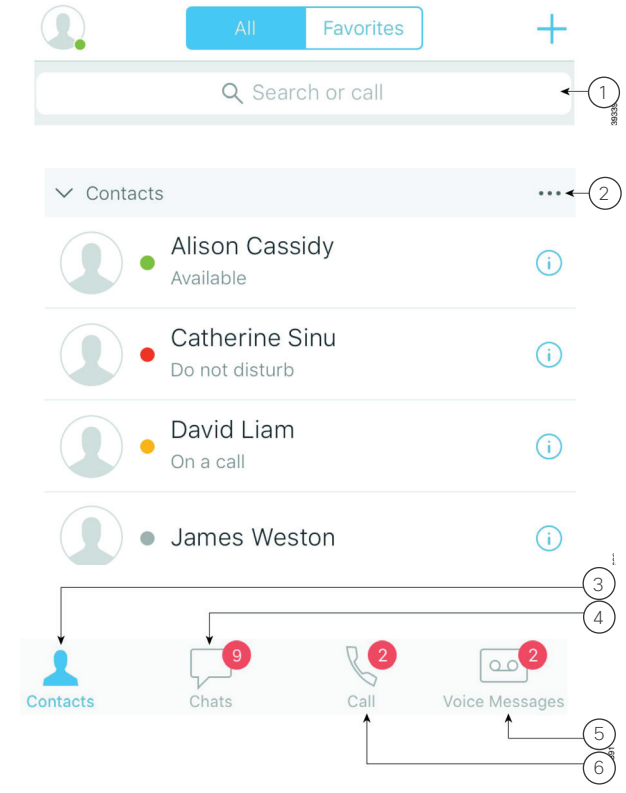 All Favorites
Search or call
1
Contacts
2
Alison Cassidy
Available
Catherine Sinu
Do not disturb
David Liam
On a call
James Weston
3
4
9 2 2
Contacts Chats Call Voice Messages
5
6